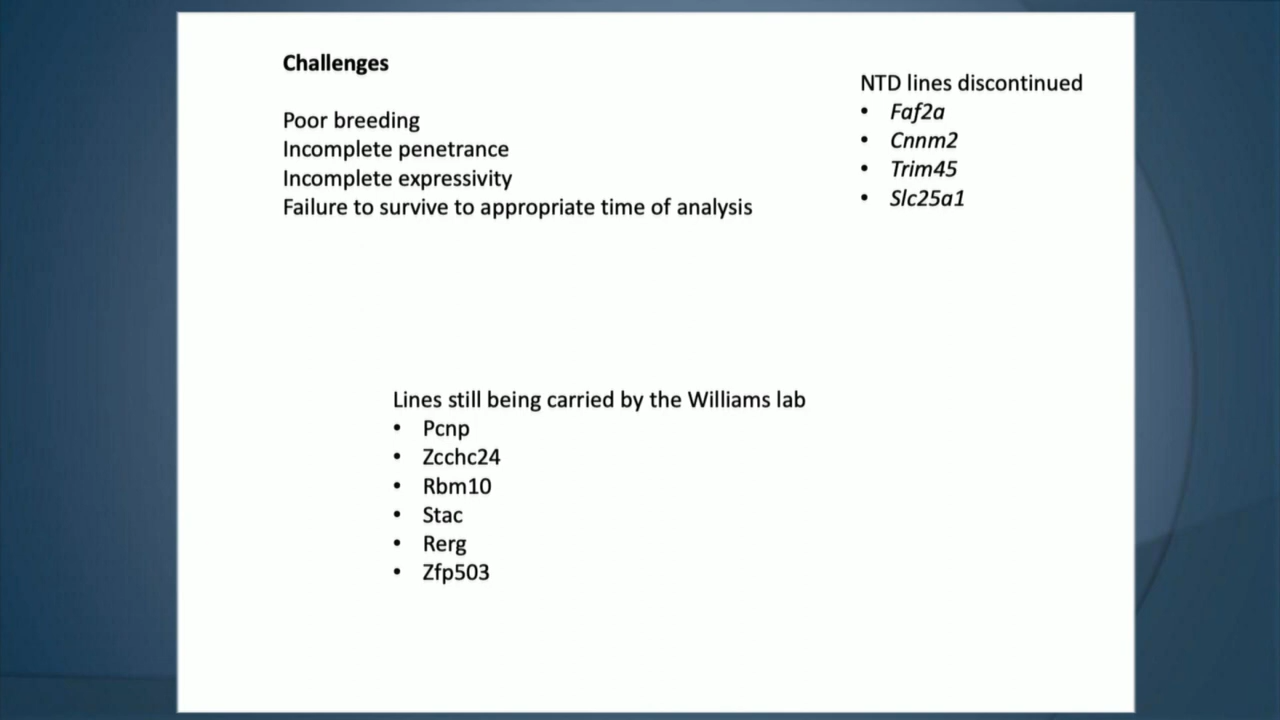 Challenges
Poor breeding
Incomplete penetrance
Incomplete expressivity
Failure to survive to appropriate time of analysis
NTD lines discontinued
• Faf2a
• Cnnm2
• Trim45
• Slc25a1
Lines still being carried by the Williams lab
• Pcnp
• Zcchc24
• Rbm10
• Stac
• Rerg
• Zfp503